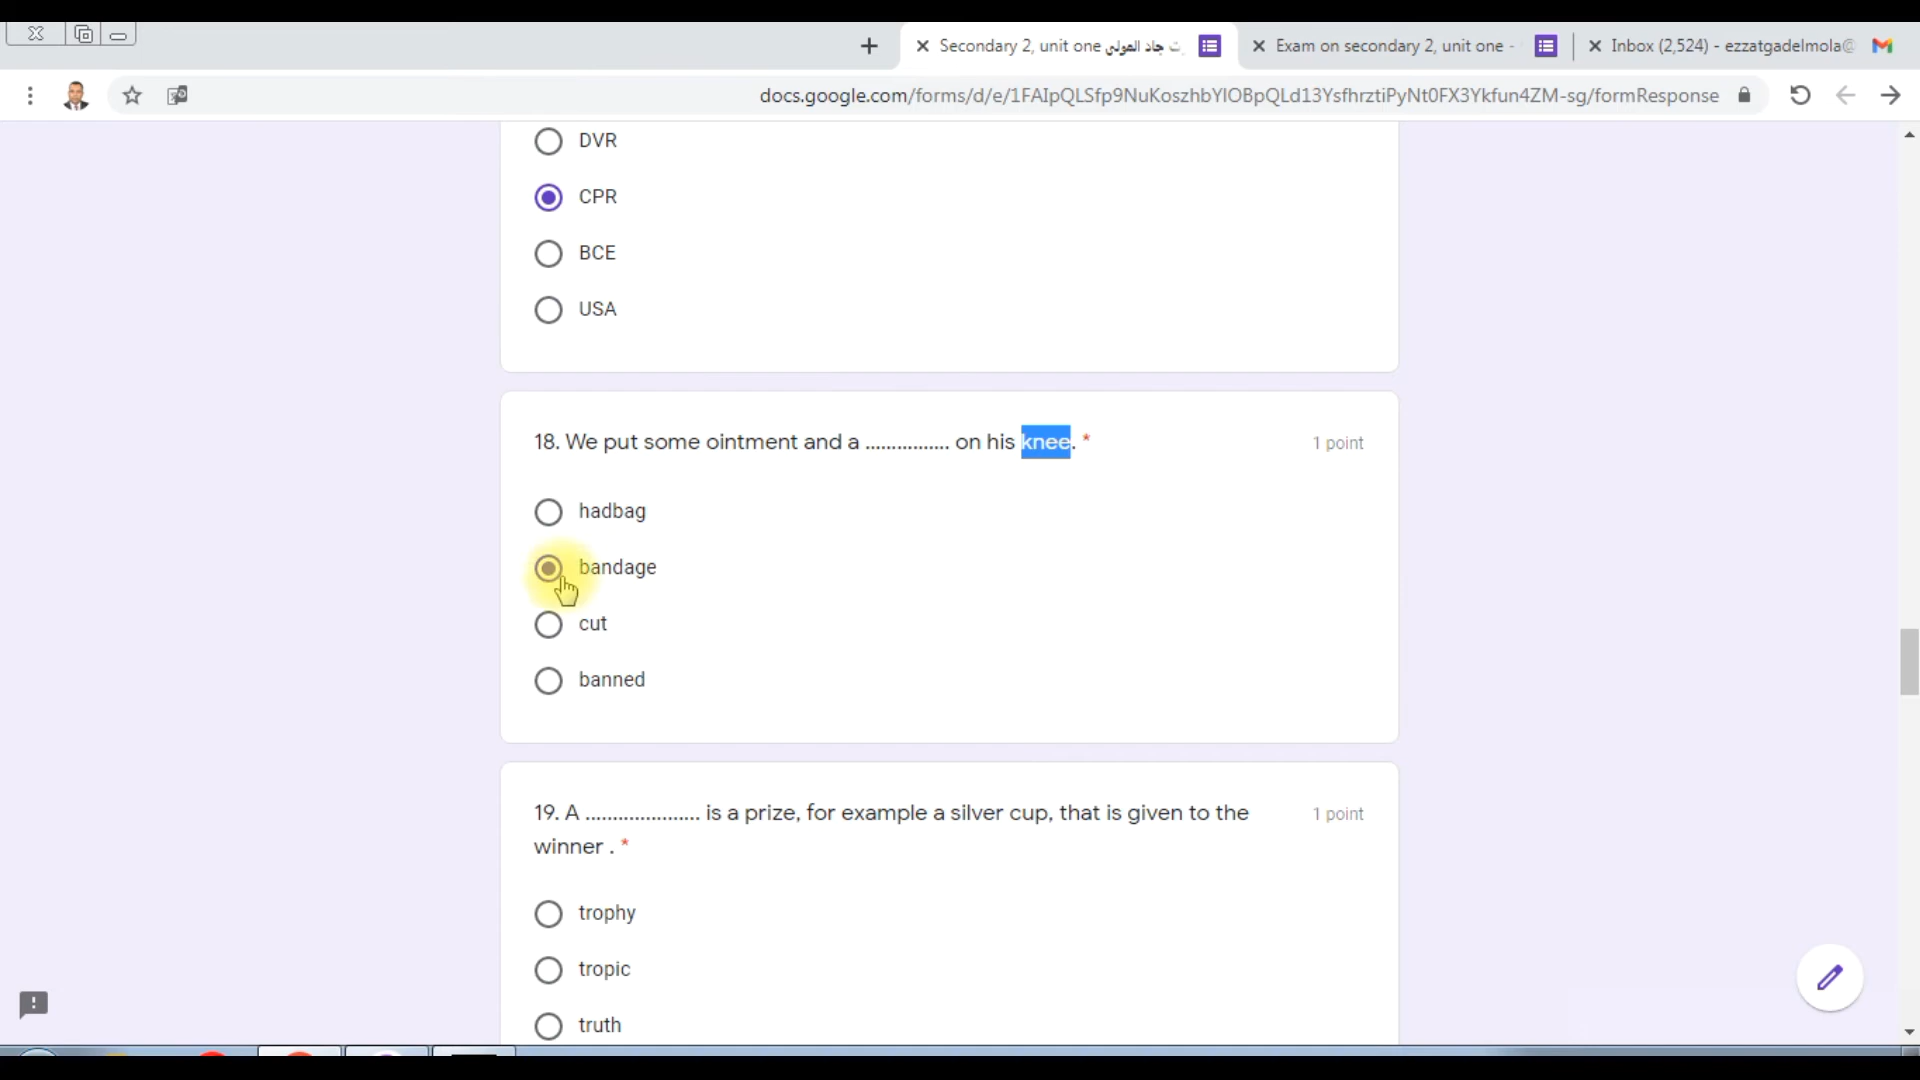 Secondary 2, unit one ت جاد المولى
Exam on secondary 2, unit one -
Inbox (2,524) - ezzatgadelmola@
docs.google.com/forms/d/e/1FAIpQLSfp9NuKoszhbYlOBpQLd13YsfhrztiPyNt0FX3Ykfun4ZM-sg/formResponse
DVR
CPR
BCE
USA
18. We put some ointment and a ................ on his knee. *
1 point
hadbag
bandage
cut
banned
19. A ...................... is a prize, for example a silver cup, that is given to the
winner . *
1 point
trophy
tropic
truth